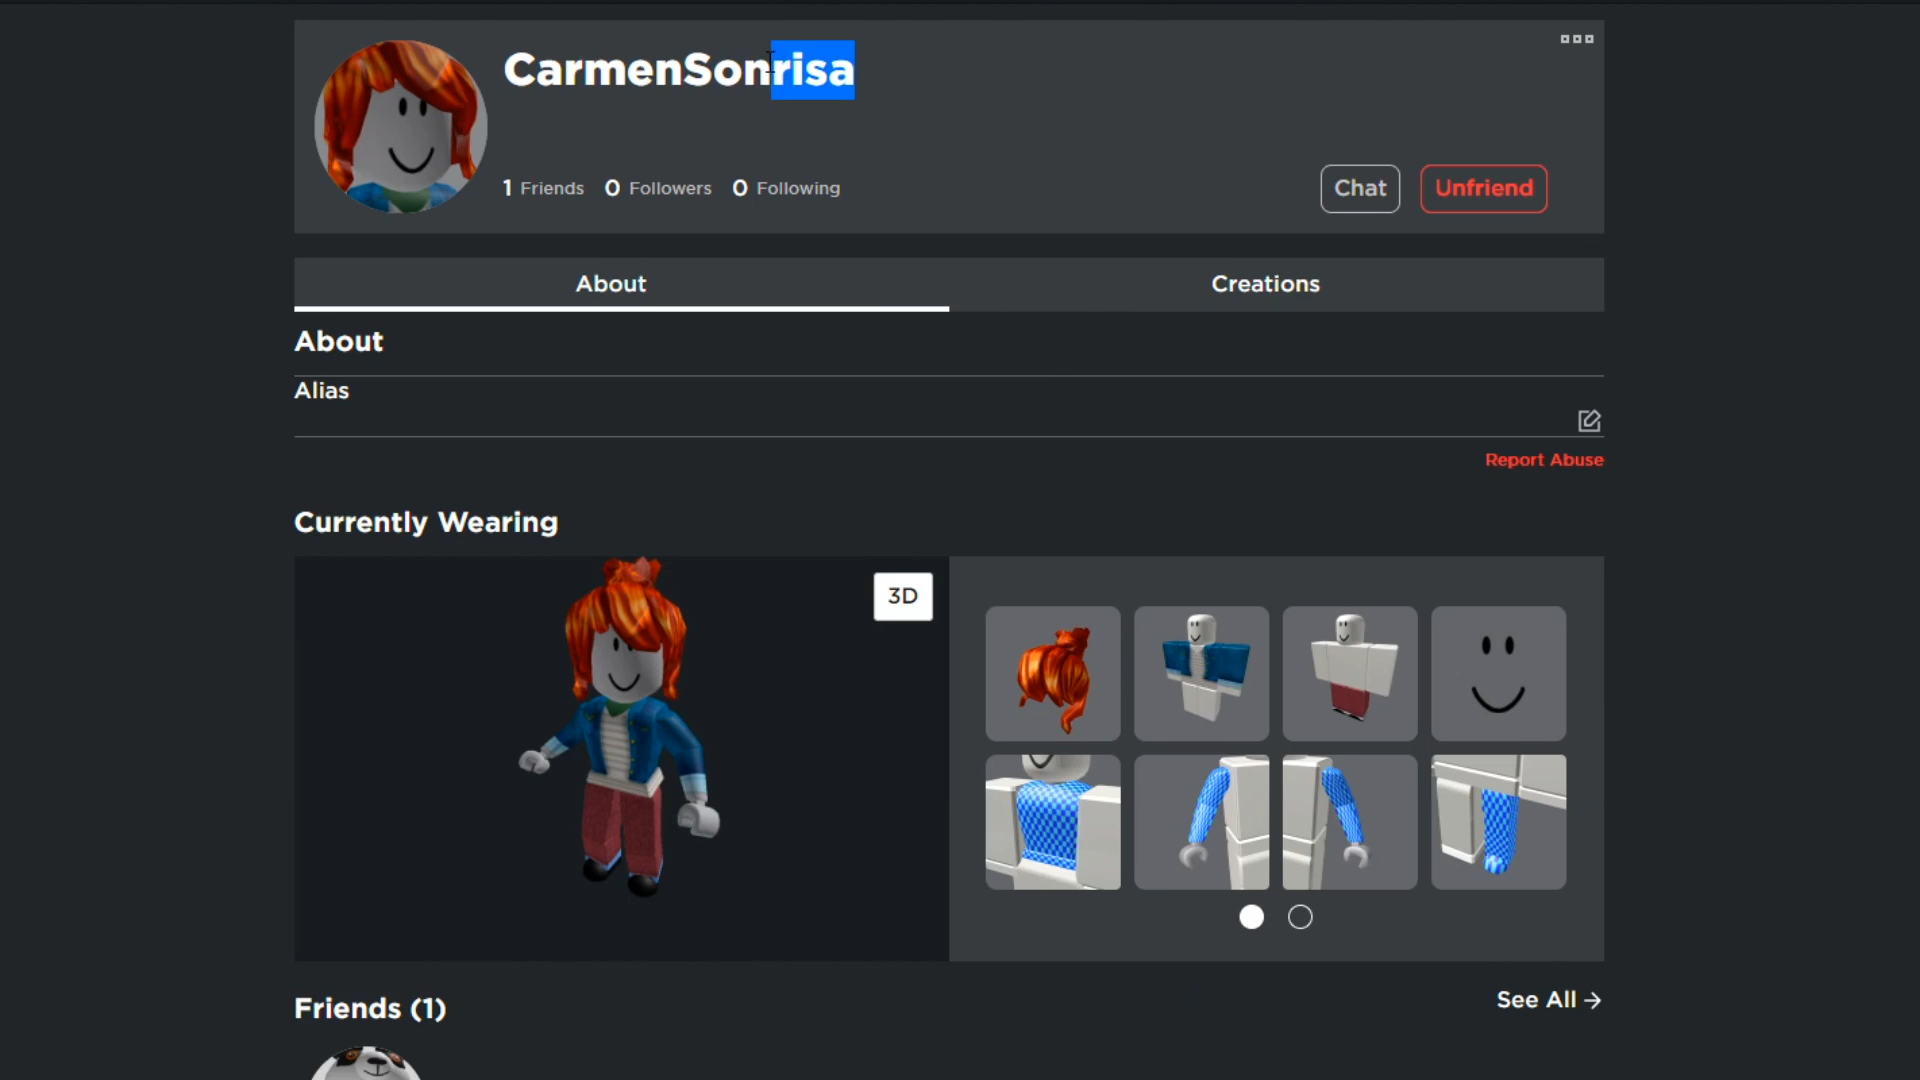 CarmenSonrisa
1 Friends 0 Followers 0 Following
Chat
Unfriend
About
Creations
About
Alias
Report Abuse
Currently Wearing
3D
Friends (1)
See All